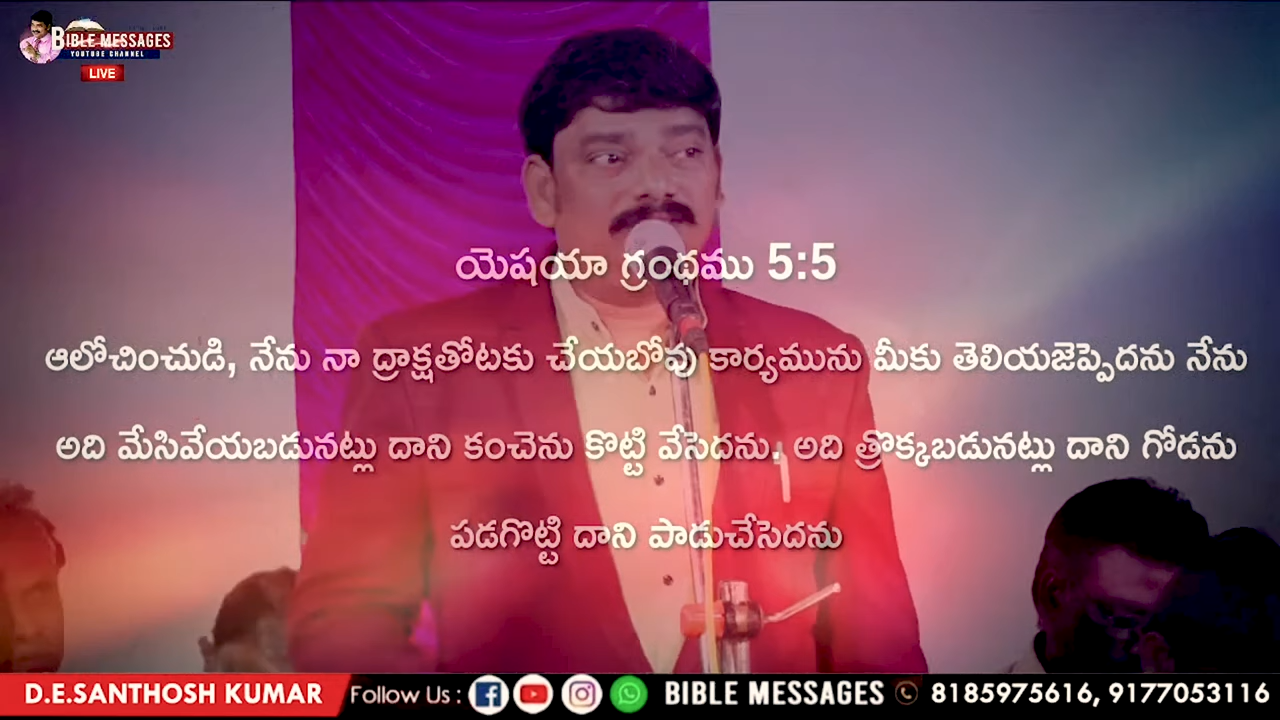 BIBLE MESSAGES
YOUTUBE CHANNEL
LIVE
యెషయా గ్రంథము 5:5
ఆలోచించుడి, నేను నా ద్రాక్షతోటకు చేయబోవు కార్యమును మీకు తెలియజెప్పెదను నేను
అది మేసివేయబడునట్లు దాని కంచెను కొట్టి వేసెదను. అది త్రొక్కబడునట్లు దాని గోడను
పడగొట్టి దాని పాడుచేసెదను
D.E.SANTHOSH KUMAR Follow Us : BIBLE MESSAGES 8185975616, 9177053116